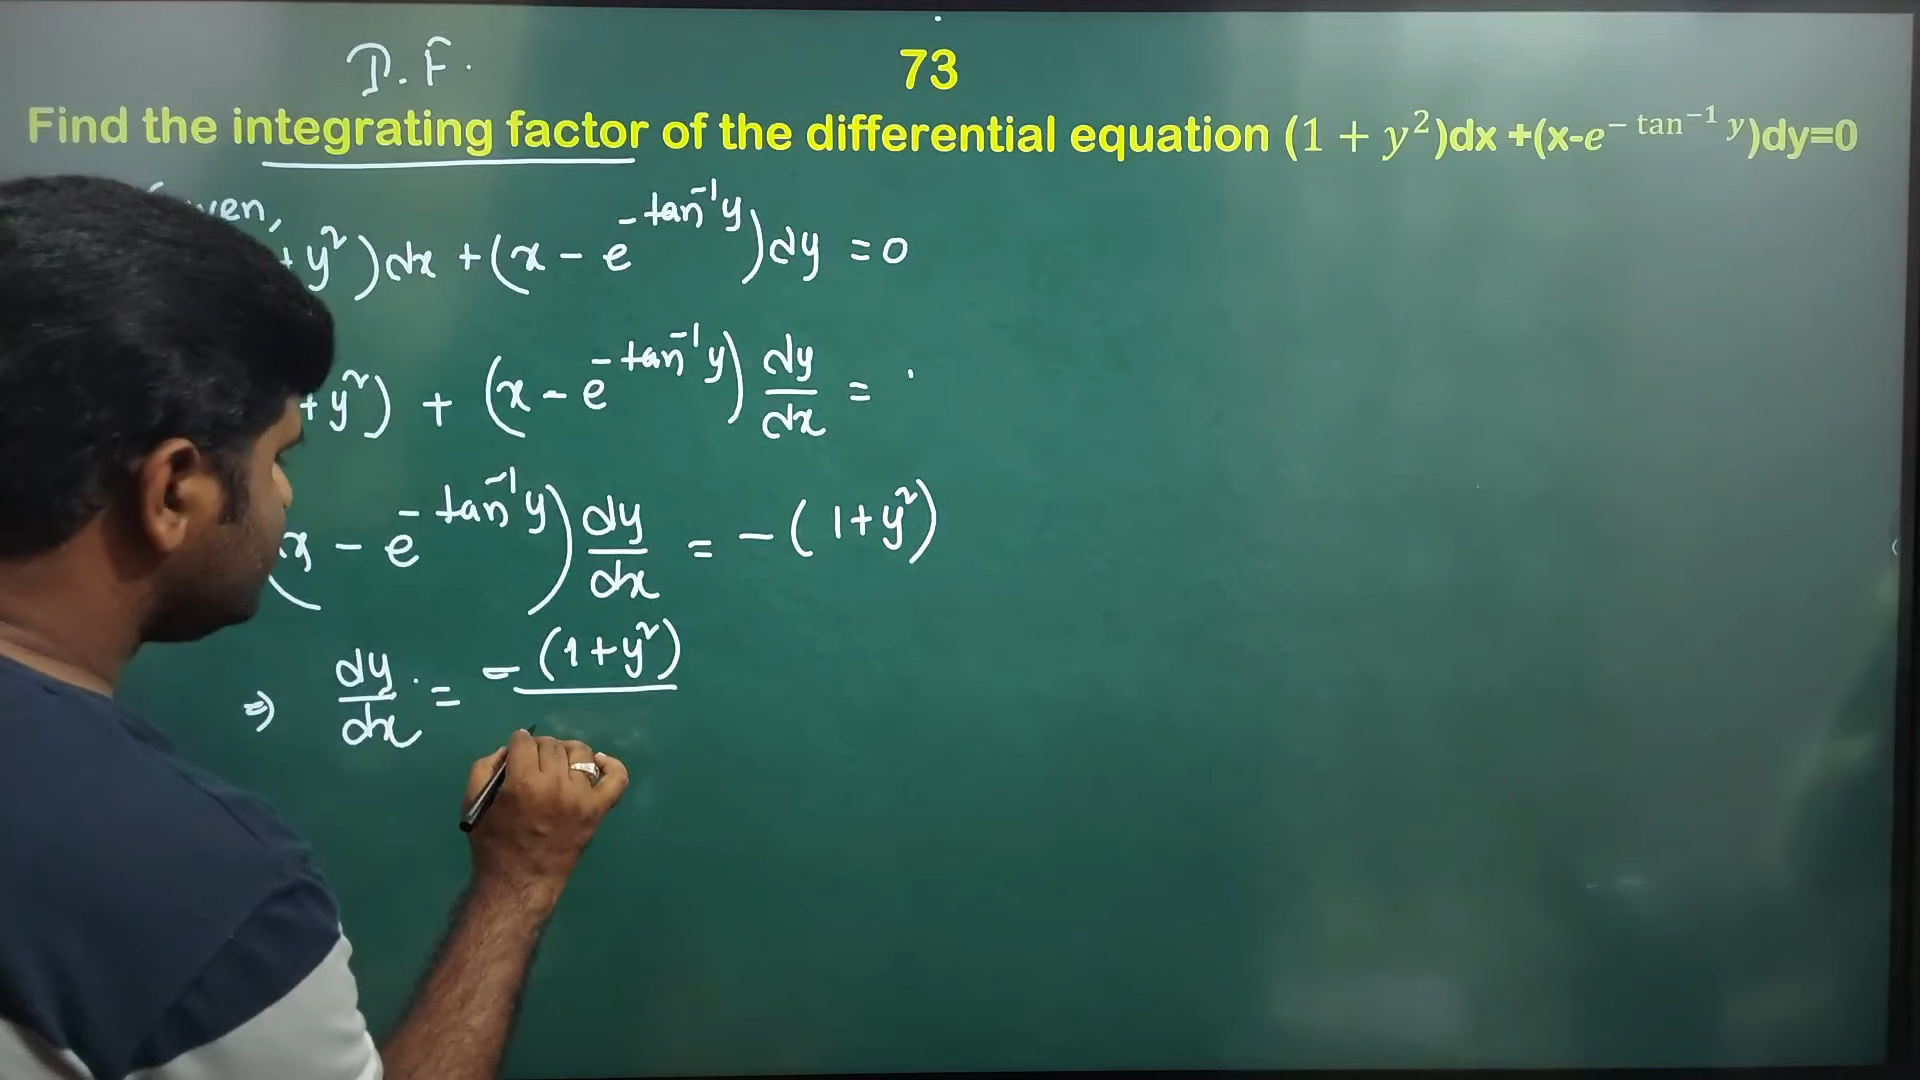 I.F.
73
Find the integrating factor of the differential equation (1 + y²)dx +(x-e^{- tan⁻¹ y})dy=0
ven,
+ y²)dx + (x - e^{-tan⁻¹y})dy = 0
+y²) + (x - e^{-tan⁻¹y}) dy/dx =
(x - e^{-tan⁻¹y}) dy/dx = -(1+y²)
⇒ dy/dx = -(1+y²)